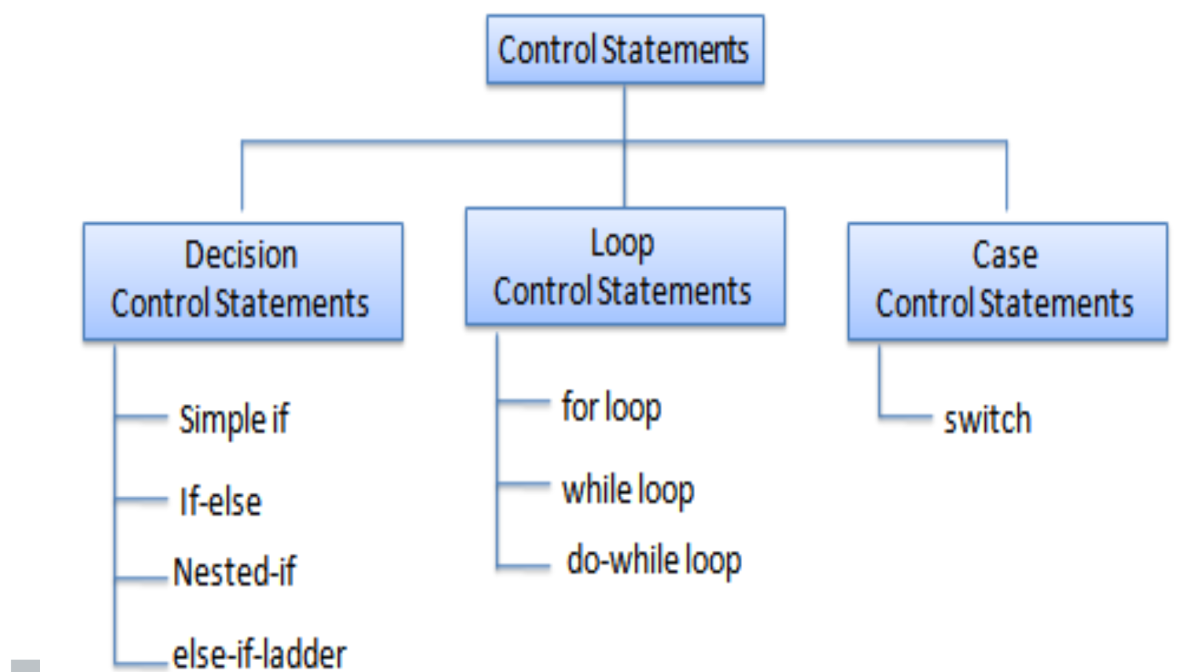 Control Statements
Decision
Control Statements
Simple if
If-else
Nested-if
else-if-ladder
Loop
Control Statements
for loop
while loop
do-while loop
Case
Control Statements
switch